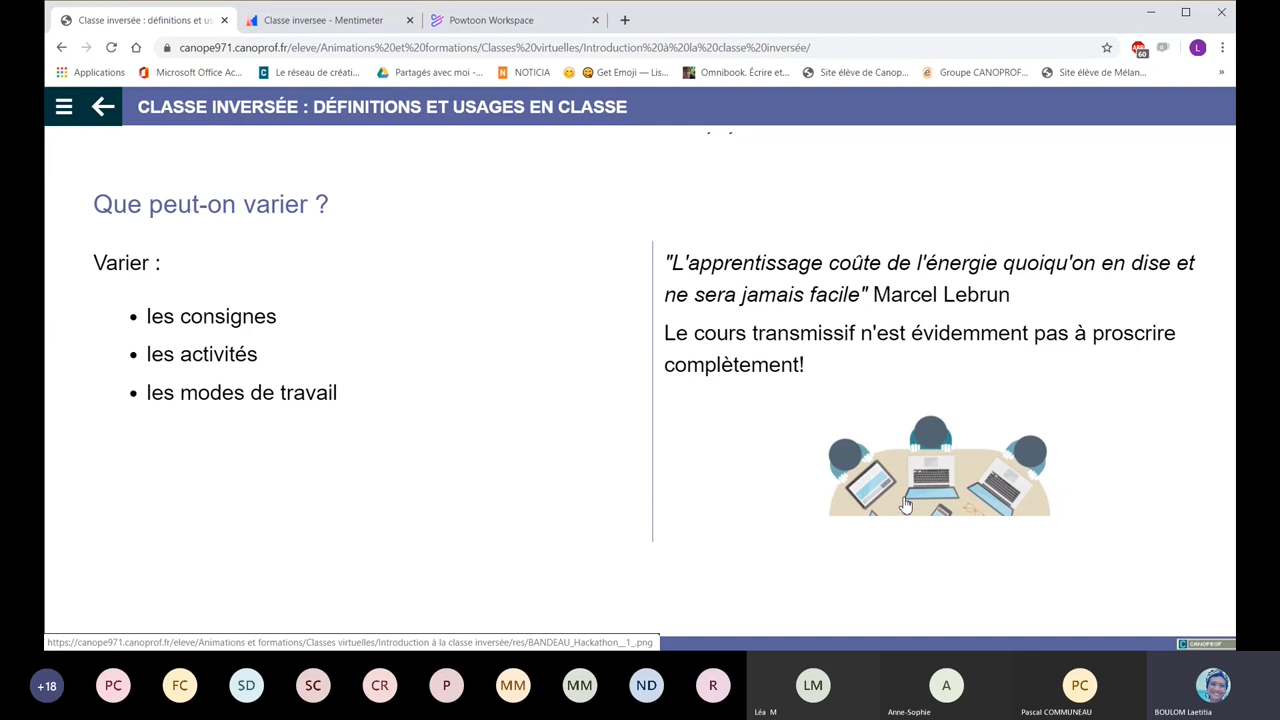 Classe inversée : définitions et us
Classe inversee - Mentimeter
Powtoon Workspace
canope971.canoprof.fr/eleve/Animations%20et%20formations/Classes%20virtuelles/Introduction%20à%20la%20classe%20inversée/
60
L
Applications
Microsoft Office Ac...
Le réseau de créati...
Partagés avec moi -...
NOTICIA
Get Emoji — Lis...
Omnibook. Écrire et...
Site élève de Canop...
Groupe CANOPROF...
Site élève de Mélan...
»
CLASSE INVERSÉE : DÉFINITIONS ET USAGES EN CLASSE
Que peut-on varier ?
Varier :
• les consignes
• les activités
• les modes de travail
"L'apprentissage coûte de l'énergie quoiqu'on en dise et
ne sera jamais facile" Marcel Lebrun
Le cours transmissif n'est évidemment pas à proscrire
complètement!
https://canope971.canoprof.fr/eleve/Animations et formations/Classes virtuelles/Introduction à la classe inversée/res/BANDEAU_Hackathon__1_.png
CANOPROF
+18
PC
FC
SD
SC
CR
P
MM
MM
ND
R
LM
Léa M
A
Anne-Sophie
PC
Pascal COMMUNEAU
BOULOM Laetitia